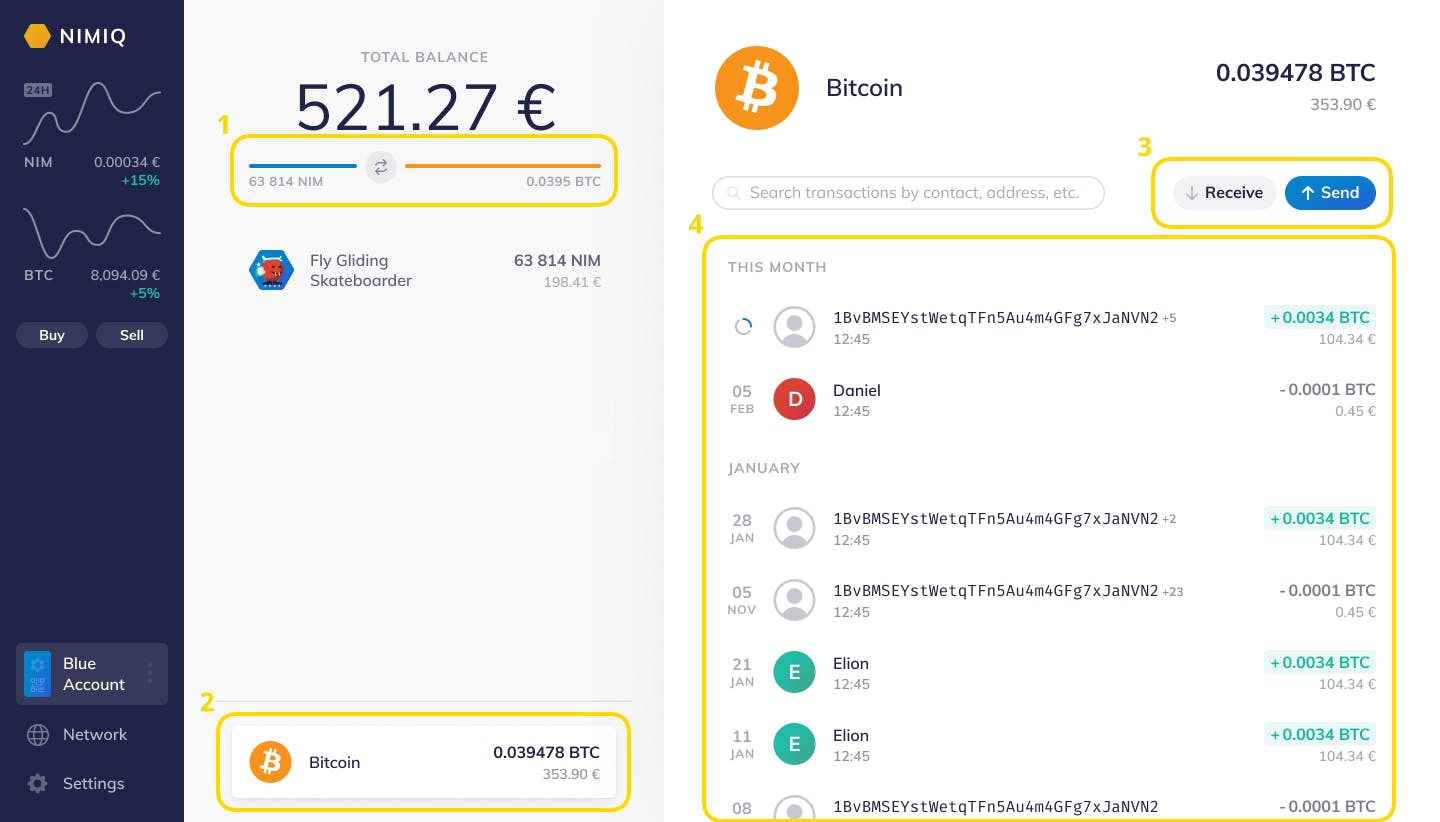 NIMIQ
24H
NIM 0.00034 €
+15%
BTC 8,094.09 €
+5%
Buy Sell
Blue
Account
Network
Settings
TOTAL BALANCE
521.27 €
1
63 814 NIM 0.0395 BTC
Fly Gliding
Skateboarder
63 814 NIM
198.41 €
2
Bitcoin
0.039478 BTC
353.90 €
Bitcoin
0.039478 BTC
353.90 €
3
Search transactions by contact, address, etc.
Receive Send
4
THIS MONTH
1BvBMSEYstWetqTFn5Au4m4GFg7xJaNVN2 +5 +0.0034 BTC
12:45 104.34 €
05 FEB
D
Daniel -0.0001 BTC
12:45 0.45 €
JANUARY
28 JAN
1BvBMSEYstWetqTFn5Au4m4GFg7xJaNVN2 +2 +0.0034 BTC
12:45 104.34 €
05 NOV
1BvBMSEYstWetqTFn5Au4m4GFg7xJaNVN2 +23 -0.0001 BTC
12:45 0.45 €
21 JAN
E
Elion +0.0034 BTC
12:45 104.34 €
11 JAN
E
Elion +0.0034 BTC
12:45 104.34 €
08
1BvBMSEYstWetqTFn5Au4m4GFg7xJaNVN2 -0.0001 BTC